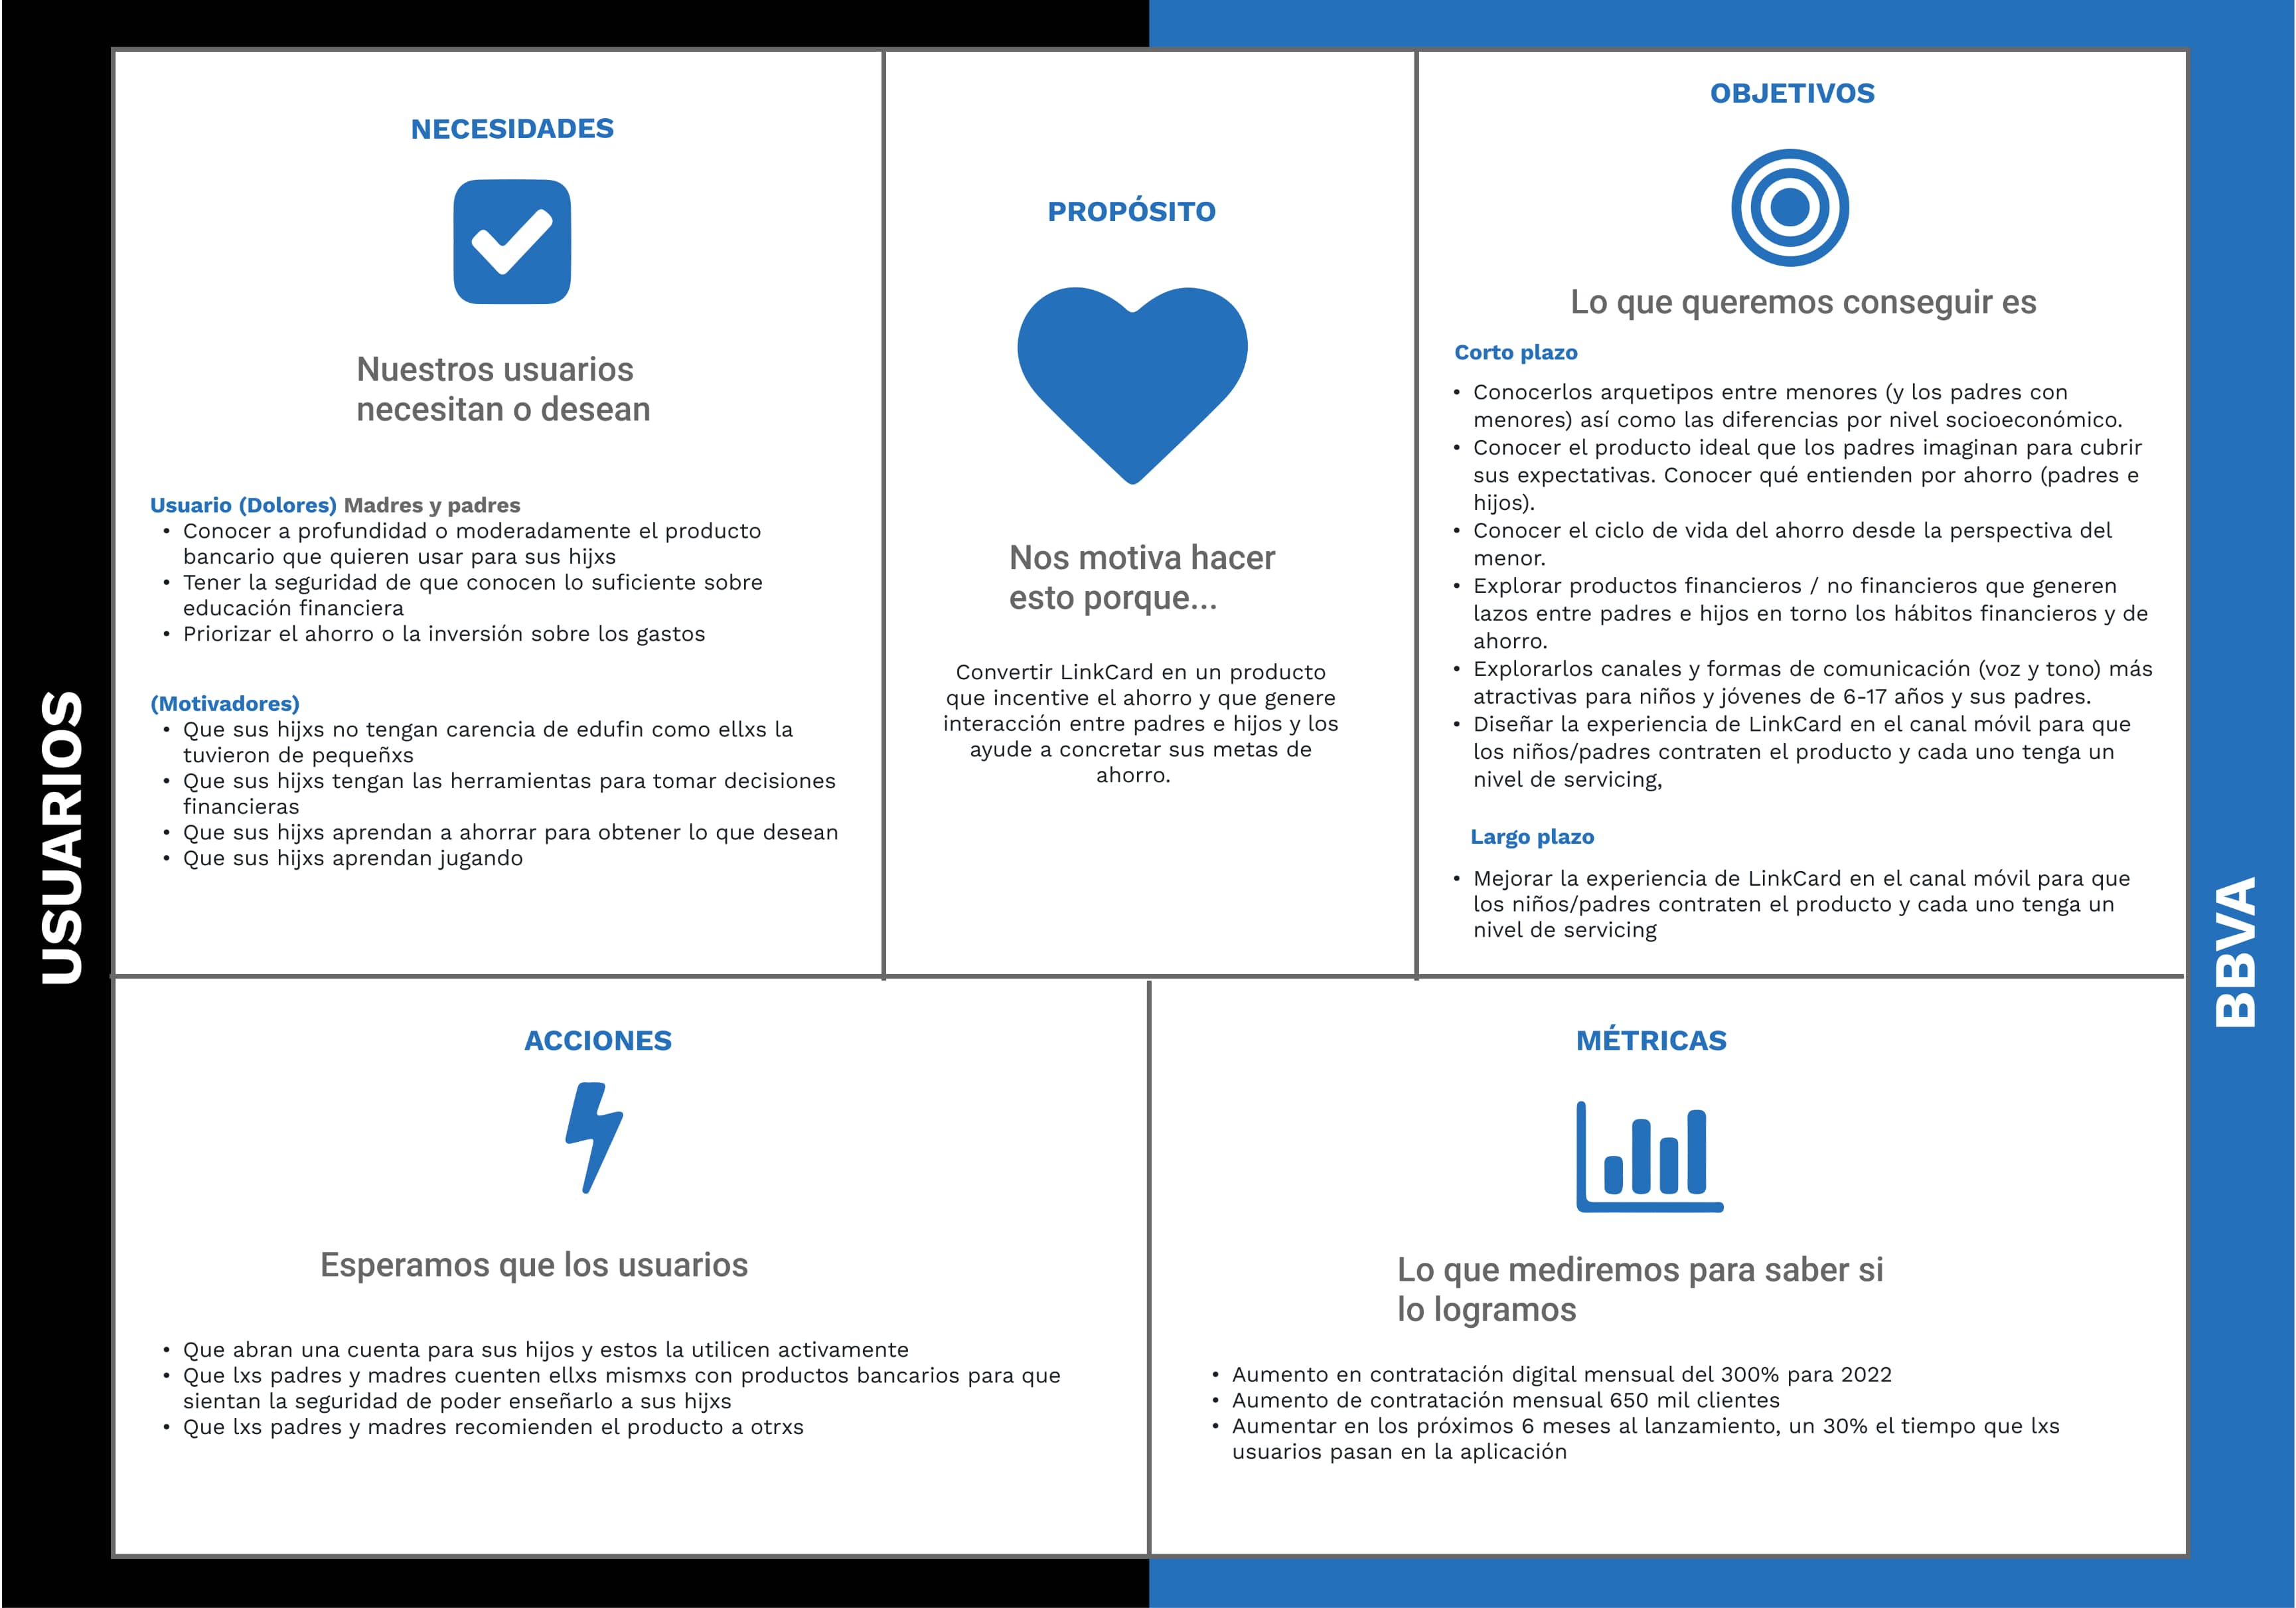 USUARIOS
NECESIDADES
Nuestros usuarios
necesitan o desean
Usuario (Dolores) Madres y padres
• Conocer a profundidad o moderadamente el producto
bancario que quieren usar para sus hijxs
• Tener la seguridad de que conocen lo suficiente sobre
educación financiera
• Priorizar el ahorro o la inversión sobre los gastos
(Motivadores)
• Que sus hijxs no tengan carencia de edufin como ellxs la
tuvieron de pequeñxs
• Que sus hijxs tengan las herramientas para tomar decisiones
financieras
• Que sus hijxs aprendan a ahorrar para obtener lo que desean
• Que sus hijxs aprendan jugando
PROPÓSITO
Nos motiva hacer
esto porque...
Convertir LinkCard en un producto
que incentive el ahorro y que genere
interacción entre padres e hijos y los
ayude a concretar sus metas de
ahorro.
OBJETIVOS
Lo que queremos conseguir es
Corto plazo
• Conocerlos arquetipos entre menores (y los padres con
menores) así como las diferencias por nivel socioeconómico.
• Conocer el producto ideal que los padres imaginan para cubrir
sus expectativas. Conocer qué entienden por ahorro (padres e
hijos).
• Conocer el ciclo de vida del ahorro desde la perspectiva del
menor.
• Explorar productos financieros / no financieros que generen
lazos entre padres e hijos en torno los hábitos financieros y de
ahorro.
• Explorarlos canales y formas de comunicación (voz y tono) más
atractivas para niños y jóvenes de 6-17 años y sus padres.
• Diseñar la experiencia de LinkCard en el canal móvil para que
los niños/padres contraten el producto y cada uno tenga un
nivel de servicing,
Largo plazo
• Mejorar la experiencia de LinkCard en el canal móvil para que
los niños/padres contraten el producto y cada uno tenga un
nivel de servicing
BBVA
ACCIONES
Esperamos que los usuarios
• Que abran una cuenta para sus hijos y estos la utilicen activamente
• Que lxs padres y madres cuenten ellxs mismxs con productos bancarios para que
sientan la seguridad de poder enseñarlo a sus hijxs
• Que lxs padres y madres recomienden el producto a otrxs
MÉTRICAS
Lo que mediremos para saber si
lo logramos
• Aumento en contratación digital mensual del 300% para 2022
• Aumento de contratación mensual 650 mil clientes
• Aumentar en los próximos 6 meses al lanzamiento, un 30% el tiempo que lxs
usuarios pasan en la aplicación